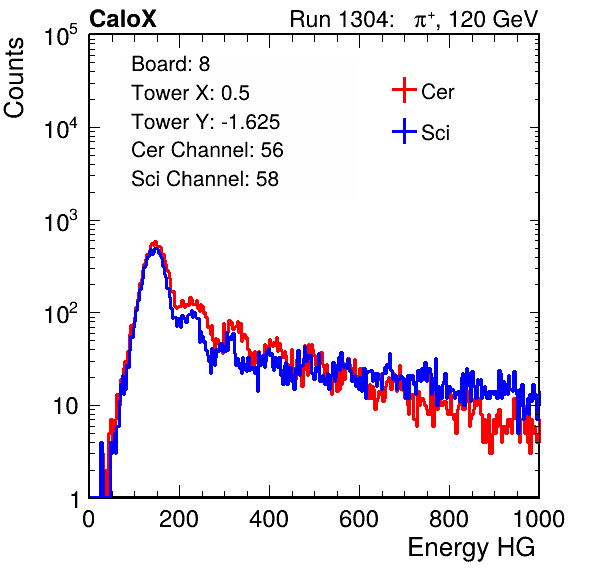 CaloX Run 1304: π⁺, 120 GeV
Counts
10⁵
10⁴
10³
10²
10
1
Board: 8
Tower X: 0.5
Tower Y: -1.625
Cer Channel: 56
Sci Channel: 58
Cer
Sci
0 200 400 600 800 1000
Energy HG